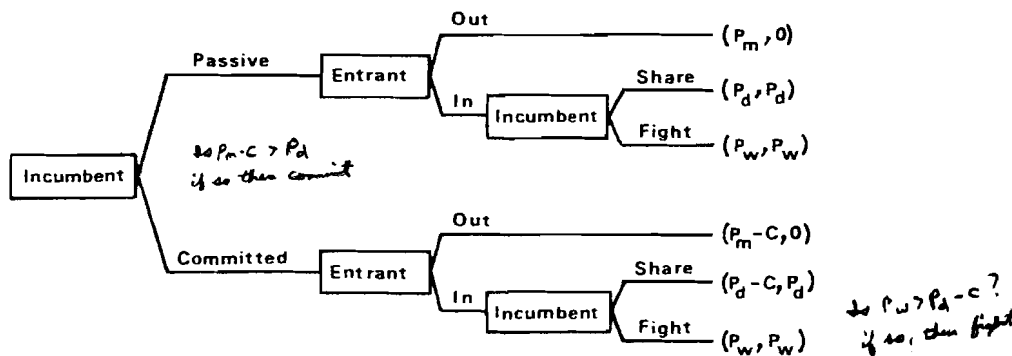 Out
(Pm, 0)
Passive
Entrant
Share
(Pd, Pd)
In
Incumbent
Fight
(Pw, Pw)
Is Pm-C > Pd
if so then commit
Incumbent
Out
(Pm-C, 0)
Committed
Entrant
Share
(Pd-C, Pd)
In
Incumbent
Fight
(Pw, Pw)
Is Pw > Pd-C?
if so, then fight